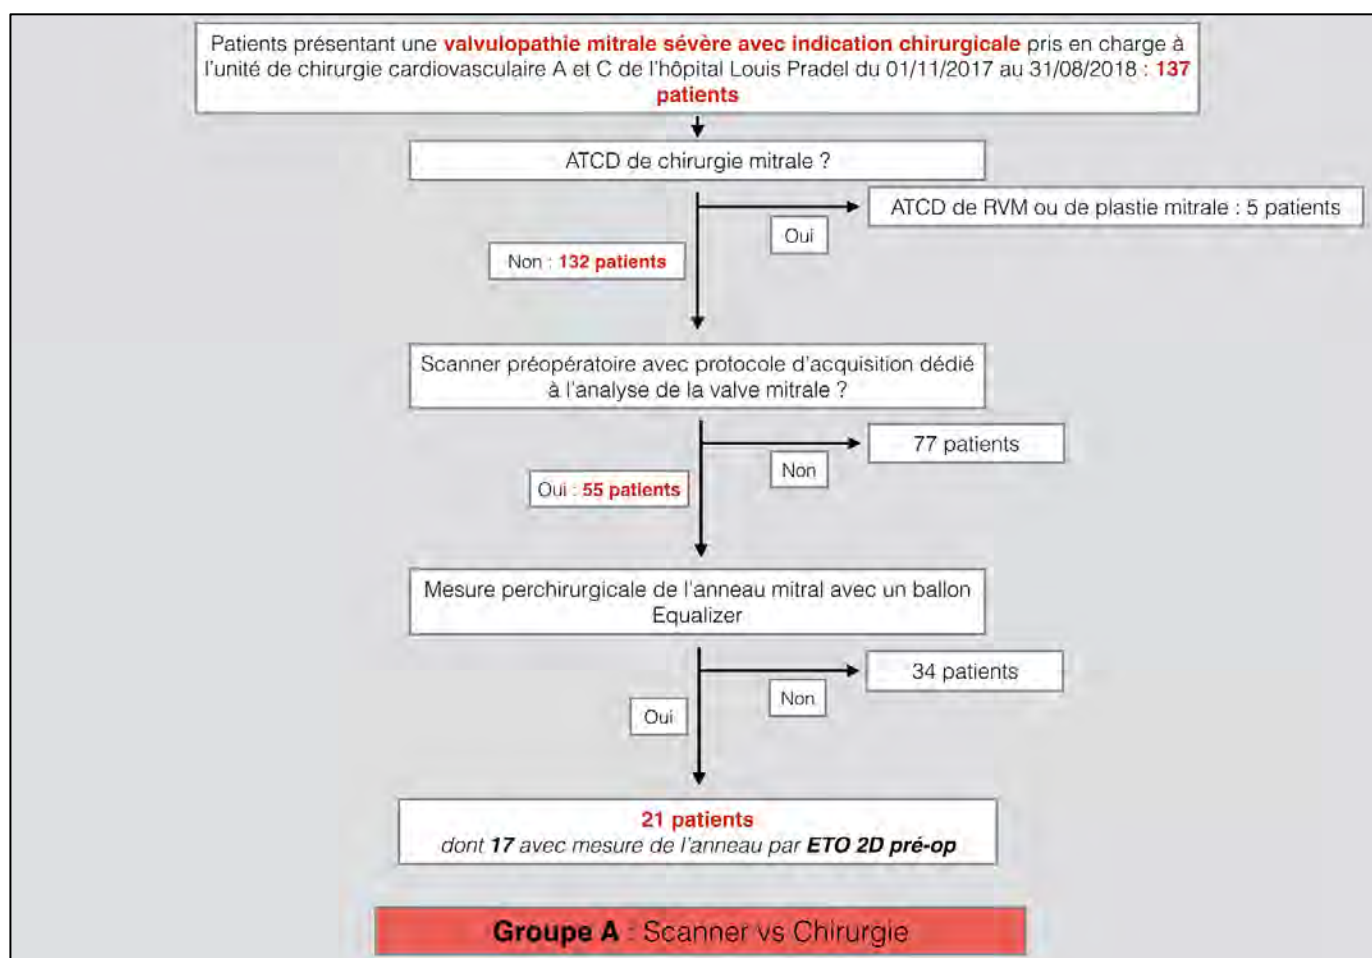 Patients présentant une valvulopathie mitrale sévère avec indication chirurgicale pris en charge à
l'unité de chirurgie cardiovasculaire A et C de l'hôpital Louis Pradel du 01/11/2017 au 31/08/2018 : 137
patients
ATCD de chirurgie mitrale ?
ATCD de RVM ou de plastie mitrale : 5 patients
Oui
Non : 132 patients
Scanner préopératoire avec protocole d'acquisition dédié
à l'analyse de la valve mitrale ?
77 patients
Non
Oui : 55 patients
Mesure perchirurgicale de l'anneau mitral avec un ballon
Equalizer
34 patients
Non
Oui
21 patients
dont 17 avec mesure de l'anneau par ETO 2D pré-op
Groupe A : Scanner vs Chirurgie